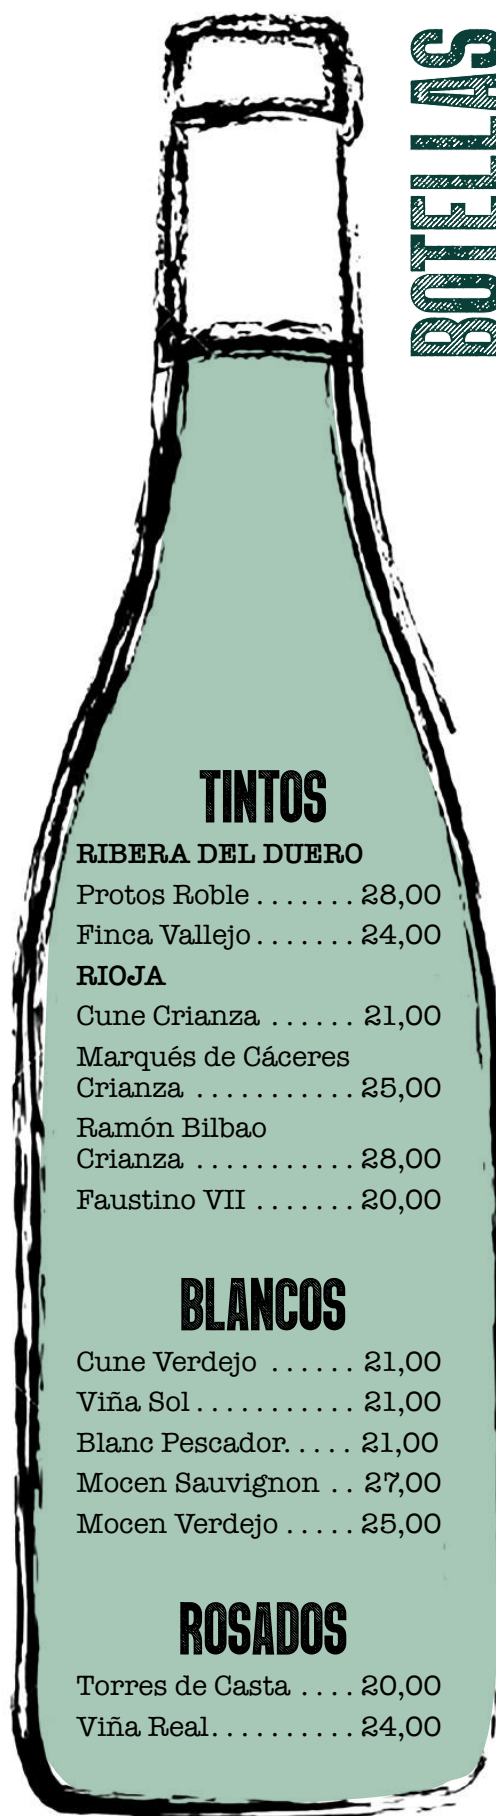 BOTELLAS
TINTOS
RIBERA DEL DUERO
Protos Roble ....... 28,00
Finca Vallejo ....... 24,00
RIOJA
Cune Crianza ...... 21,00
Marqués de Cáceres
Crianza ........... 25,00
Ramón Bilbao
Crianza ........... 28,00
Faustino VII ....... 20,00
BLANCOS
Cune Verdejo ...... 21,00
Viña Sol ........... 21,00
Blanc Pescador..... 21,00
Mocen Sauvignon .. 27,00
Mocen Verdejo ..... 25,00
ROSADOS
Torres de Casta .... 20,00
Viña Real.......... 24,00